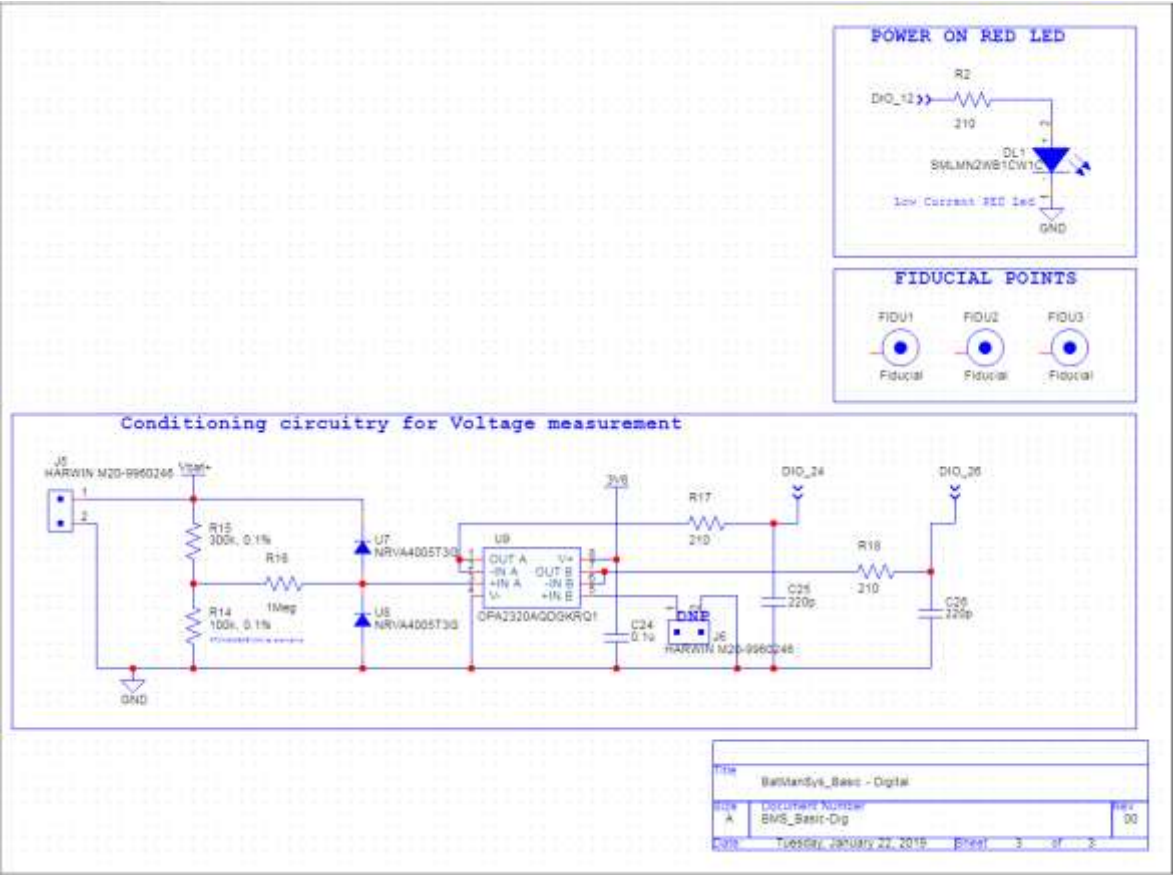 POWER ON RED LED
R2
DIO_12
210
2
DL1
SMLMN2WB1CW1C
Low Current RED Led
1
GND
FIDUCIAL POINTS
FIDU1 FIDU2 FIDU3
Fiducial Fiducial Fiducial
Conditioning circuitry for Voltage measurement
J5
HARWIN M20-9960246
Vbat+
1
2
R15
300k, 0.1%
R16
1Meg
R14
100k, 0.1%
U7
NRVA4005T3G
U8
NRVA4005T3G
U9
OUT A V+
-IN A OUT B
+IN A -IN B
V- +IN B
OPA2320AQDGKRQ1
3V6
C24
0.1u
DNP
J6
HARWIN M20-9960246
R17
210
DIO_24
C25
220p
R18
210
DIO_26
C26
220p
GND
Title
BatManSys_Basic - Digital
Size Document Number Rev
A BMS_Basic-Dig 00
Date: Tuesday, January 22, 2019 Sheet 3 of 3